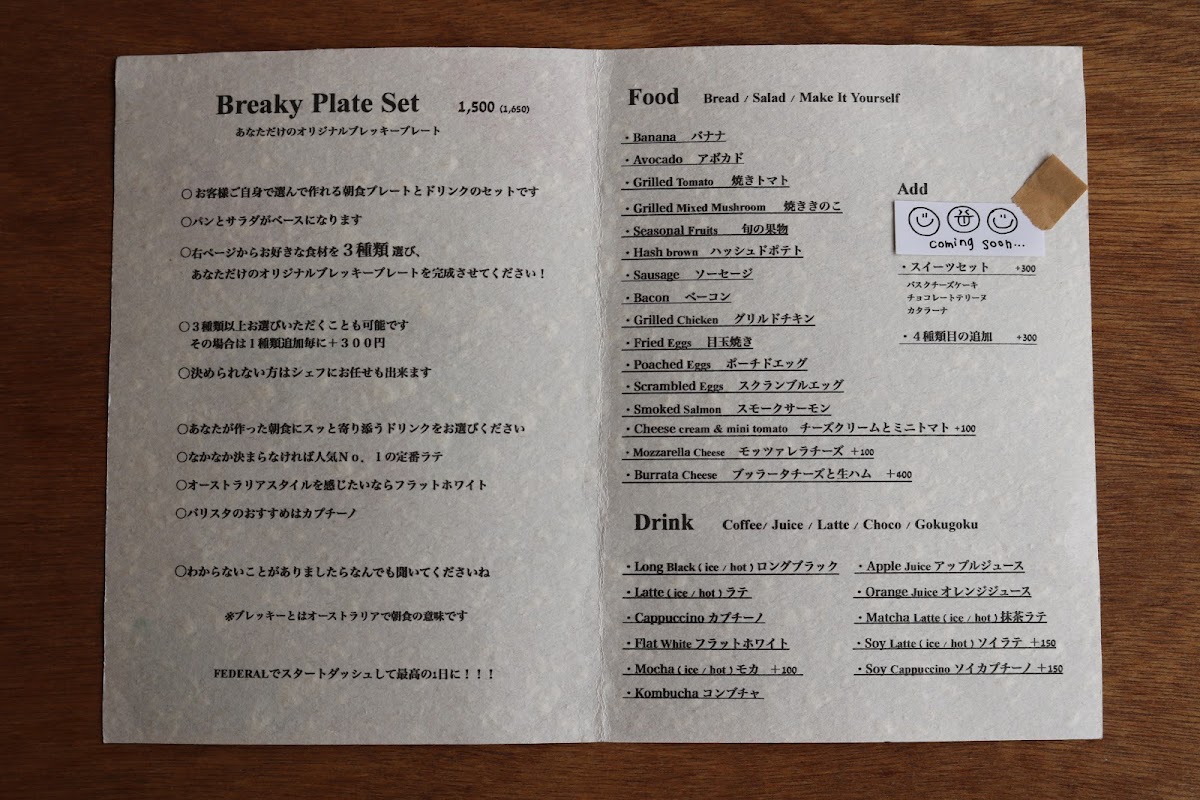 Breaky Plate Set 1,500 (1,650)
あなただけのオリジナルブレッキープレート
○お客様ご自身で選んで作れる朝食プレートとドリンクのセットです
○パンとサラダがベースになります
○右ページからお好きな食材を３種類 選び、
あなただけのオリジナルブレッキープレートを完成させてください！
○３種類以上お選びいただくことも可能です
その場合は１種類追加毎に＋３００円
○決められない方はシェフにお任せも出来ます
○あなたが作った朝食にスッと寄り添うドリンクをお選びください
○なかなか決まらなければ人気Ｎｏ．１の定番ラテ
○オーストラリアスタイルを感じたいならフラットホワイト
○バリスタのおすすめはカプチーノ
○わからないことがありましたらなんでも聞いてくださいね
※ブレッキーとはオーストラリアで朝食の意味です
FEDERALでスタートダッシュして最高の1日に！！！
Food Bread / Salad / Make It Yourself
・Banana バナナ
・Avocado アボカド
・Grilled Tomato 焼きトマト
・Grilled Mixed Mushroom 焼ききのこ
・Seasonal Fruits 旬の果物
・Hash brown ハッシュドポテト
・Sausage ソーセージ
・Bacon ベーコン
・Grilled Chicken グリルドチキン
・Fried Eggs 目玉焼き
・Poached Eggs ポーチドエッグ
・Scrambled Eggs スクランブルエッグ
・Smoked Salmon スモークサーモン
・Cheese cream & mini tomato チーズクリームとミニトマト +100
・Mozzarella Cheese モッツァレラチーズ ＋100
・Burrata Cheese ブッラータチーズと生ハム ＋400
Add
coming soon...
・スイーツセット +300
バスクチーズケーキ
チョコレートテリーヌ
カタラーナ
・４種類目の追加 +300
Drink Coffee/ Juice / Latte / Choco / Gokugoku
・Long Black ( ice / hot ) ロングブラック
・Latte ( ice / hot ) ラテ
・Cappuccino カプチーノ
・Flat White フラットホワイト
・Mocha ( ice / hot ) モカ ＋100
・Kombucha コンブチャ
・Apple Juice アップルジュース
・Orange Juice オレンジジュース
・Matcha Latte ( ice / hot ) 抹茶ラテ
・Soy Latte ( ice / hot ) ソイラテ ＋150
・Soy Cappuccino ソイカプチーノ ＋150